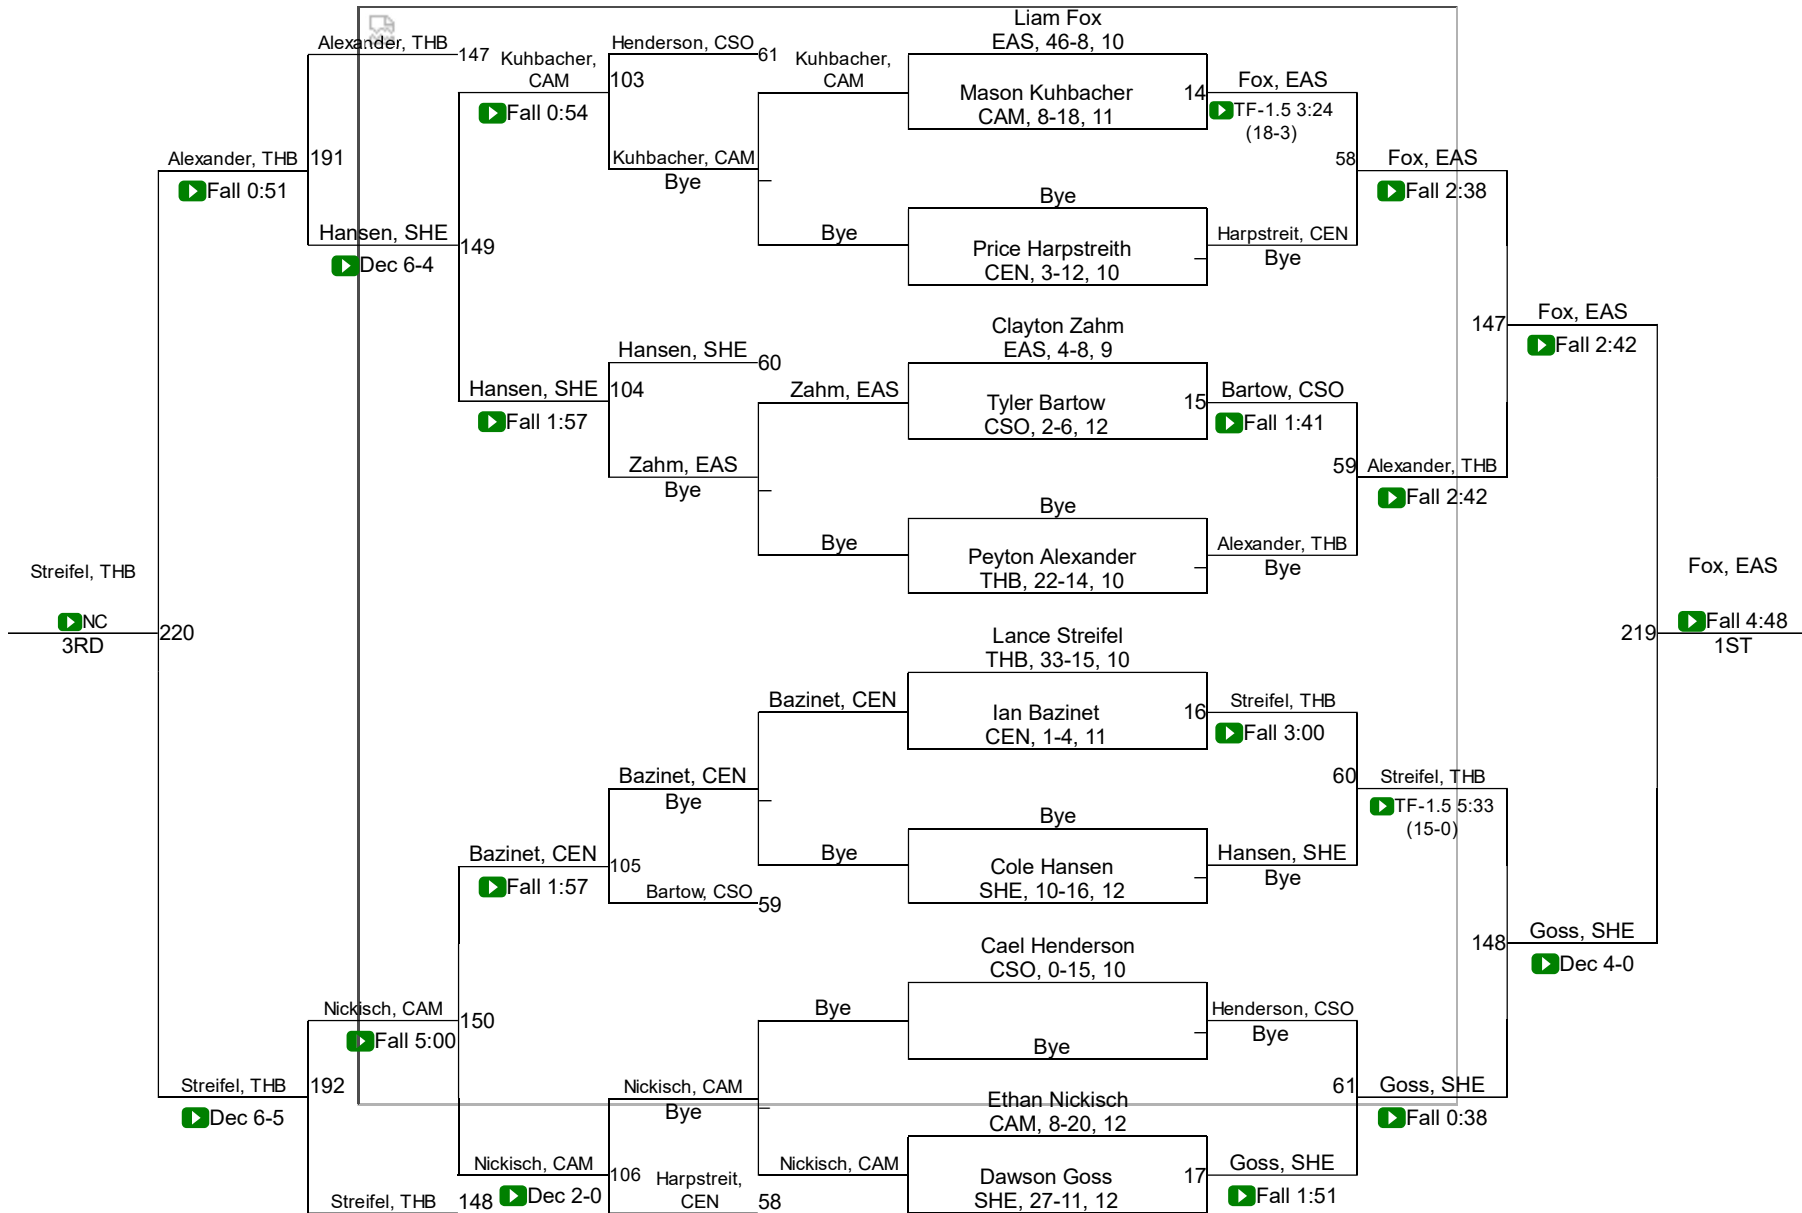 Liam Fox
EAS, 46-8, 10
Alexander, THB
147
Kuhbacher,
CAM
Henderson, CSO
61
Kuhbacher,
CAM
103
Fall 0:54
Mason Kuhbacher
CAM, 8-18, 11
14
Fox, EAS
TF-1.5 3:24
(18-3)
Alexander, THB
191
Fall 0:51
Kuhbacher, CAM
Bye
58
Fox, EAS
Fall 2:38
Bye
Hansen, SHE
149
Dec 6-4
Bye
Price Harpstreith
CEN, 3-12, 10
Harpstreit, CEN
Bye
Clayton Zahm
EAS, 4-8, 9
147
Fox, EAS
Fall 2:42
Hansen, SHE
60
Hansen, SHE
104
Fall 1:57
Zahm, EAS
Tyler Bartow
CSO, 2-6, 12
15
Bartow, CSO
Fall 1:41
Zahm, EAS
Bye
59
Alexander, THB
Fall 2:42
Bye
Bye
Peyton Alexander
THB, 22-14, 10
Alexander, THB
Bye
Streifel, THB
NC
3RD
220
Fox, EAS
219
Fall 4:48
1ST
Lance Streifel
THB, 33-15, 10
Bazinet, CEN
Ian Bazinet
CEN, 1-4, 11
16
Streifel, THB
Fall 3:00
Bazinet, CEN
Bye
60
Streifel, THB
TF-1.5 5:33
(15-0)
Bye
Bazinet, CEN
105
Fall 1:57
Bye
Cole Hansen
SHE, 10-16, 12
Hansen, SHE
Bye
Bartow, CSO
59
Cael Henderson
CSO, 0-15, 10
148
Goss, SHE
Dec 4-0
Nickisch, CAM
150
Fall 5:00
Bye
Bye
Henderson, CSO
Bye
Streifel, THB
192
Dec 6-5
Nickisch, CAM
Bye
Ethan Nickisch
CAM, 8-20, 12
61
Goss, SHE
Fall 0:38
Nickisch, CAM
106
Dec 2-0
Harpstreit,
CEN
58
Nickisch, CAM
Dawson Goss
SHE, 27-11, 12
17
Goss, SHE
Fall 1:51
Streifel, THB
148